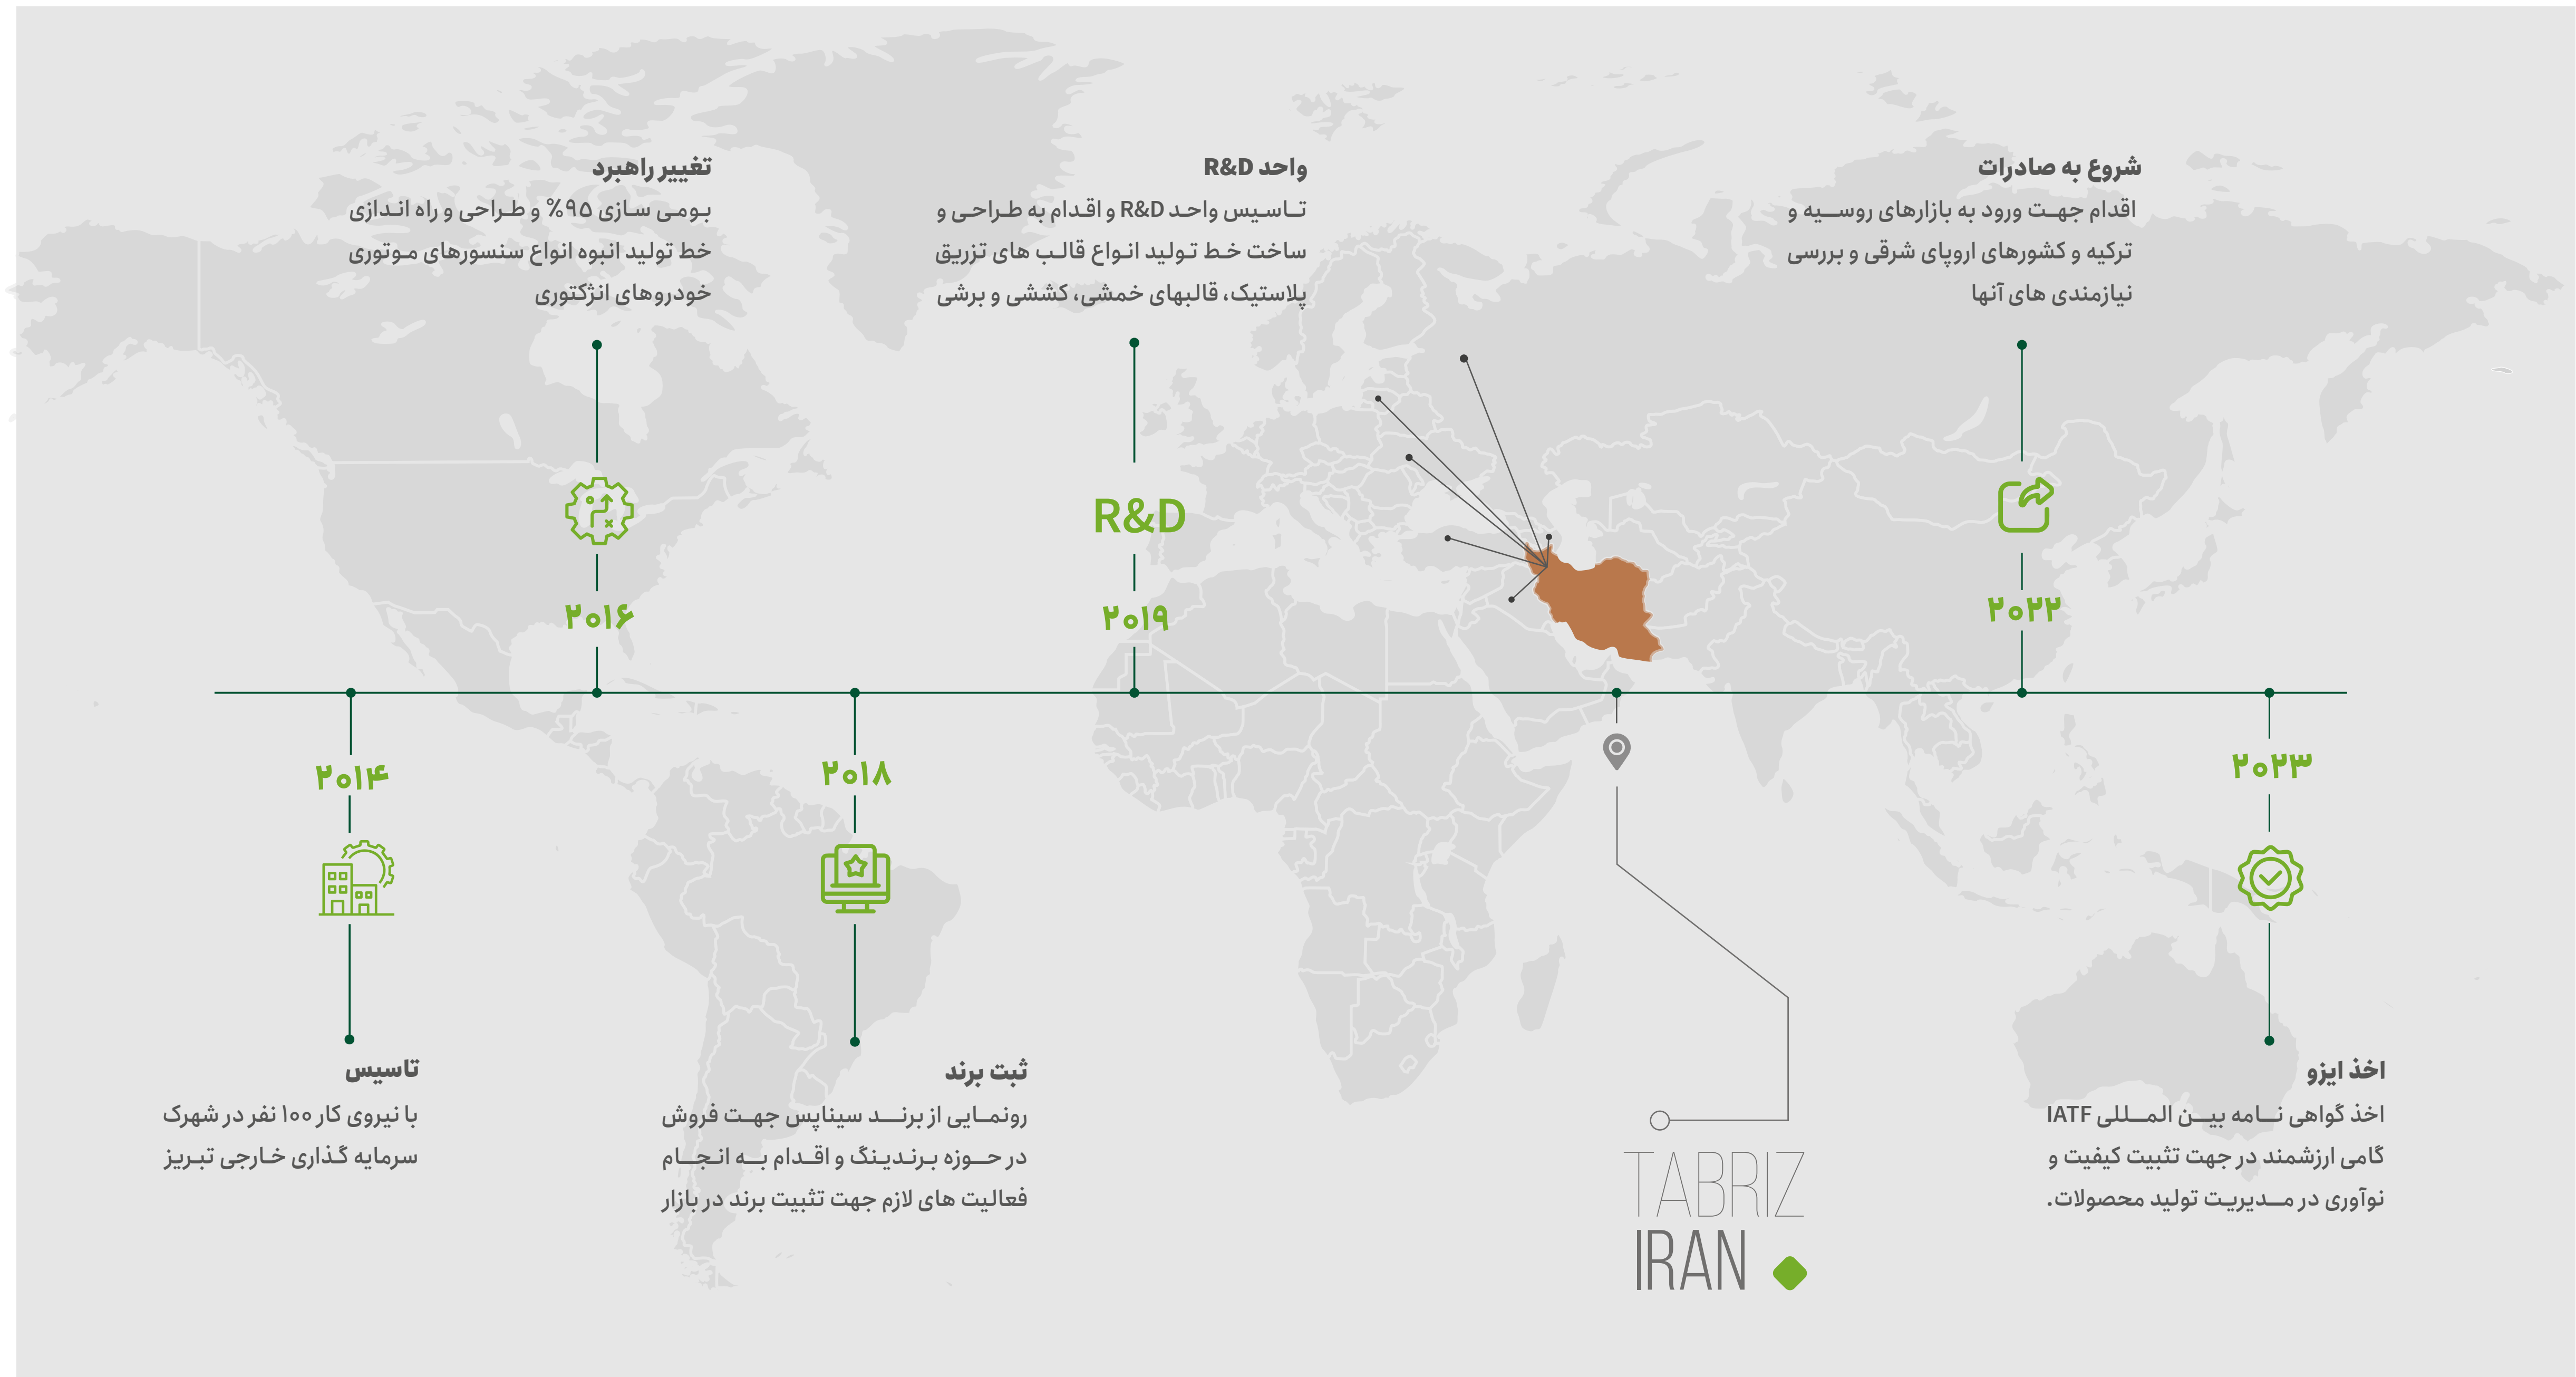 تغییر راهبرد
بومی سازی ۹۵% و طراحی و راه اندازی
خط تولید انبوه انواع سنسورهای موتوری
خودروهای انژکتوری
۲۰۱۶
واحد R&D
تاسیس واحد R&D و اقدام به طراحی و
ساخت خط تولید انواع قالب های تزریق
پلاستیک، قالبهای خمشی، کششی و برشی
R&D
۲۰۱۹
شروع به صادرات
اقدام جهت ورود به بازارهای روسیه و
ترکیه و کشورهای اروپای شرقی و بررسی
نیازمندی های آنها
۲۰۲۲
۲۰۱۴
تاسیس
با نیروی کار ۱۰۰ نفر در شهرک
سرمایه گذاری خارجی تبریز
۲۰۱۸
ثبت برند
رونمایی از برند سیناپس جهت فروش
در حوزه برندینگ و اقدام به انجام
فعالیت های لازم جهت تثبیت برند در بازار
TABRIZ
IRAN
۲۰۲۳
اخذ ایزو
اخذ گواهی نامه بین المللی IATF
گامی ارزشمند در جهت تثبیت کیفیت و
نوآوری در مدیریت تولید محصولات.